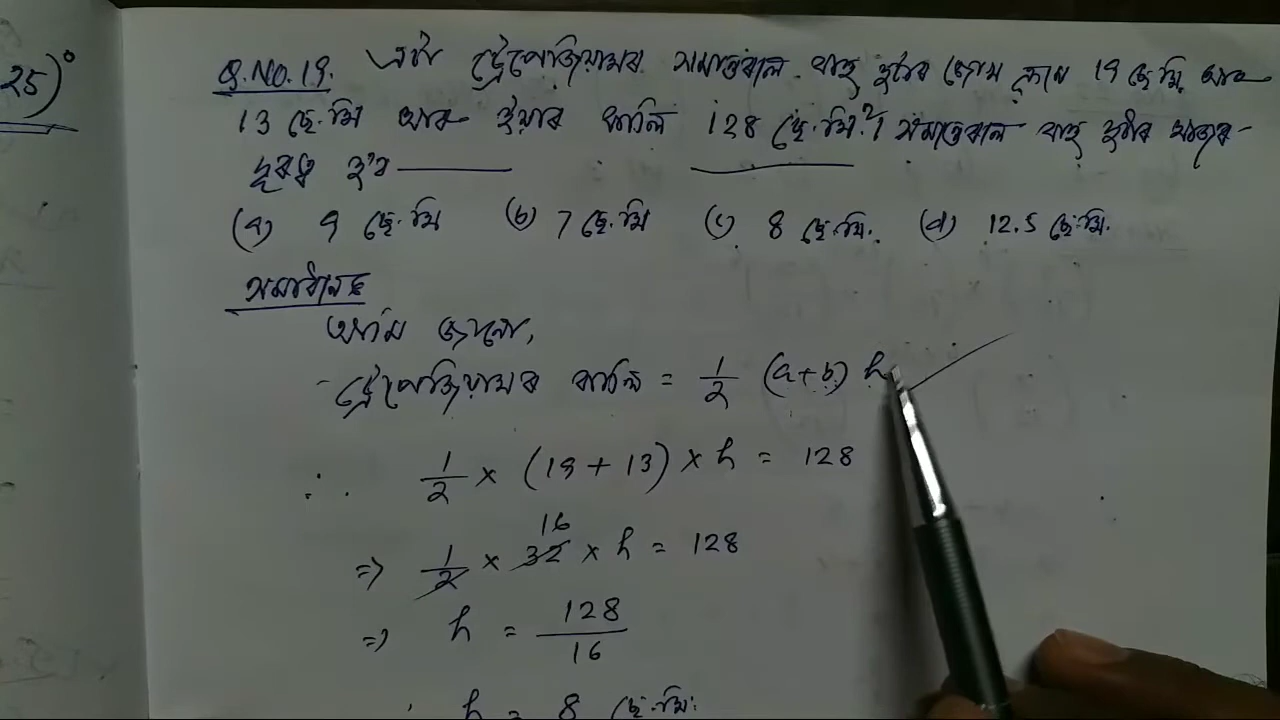 25)°
Q.No.19. এটা ট্ৰেপেজিয়ামৰ সমান্তৰাল বাহু দুটাৰ জোখ ক্ৰমে 19 ছে.মি. আৰু
13 ছে.মি আৰু ইয়াৰ কালি 128 ছে.মি.²। সমান্তৰাল বাহু দুটাৰ মাজৰ
দূৰত্ব হ'ব
(a) 9 ছে.মি (b) 7 ছে.মি (c) 8 ছে.মি. (d) 12.5 ছে.মি.
সমাধানঃ
আমি জানো,
ট্ৰেপেজিয়ামৰ কালি = 1/2 (a+b) h
∴ 1/2 × (19 + 13) × h = 128
16
=> 1/2 × 32 × h = 128
=> h = 128/16
∴ h = 8 ছে.মি.